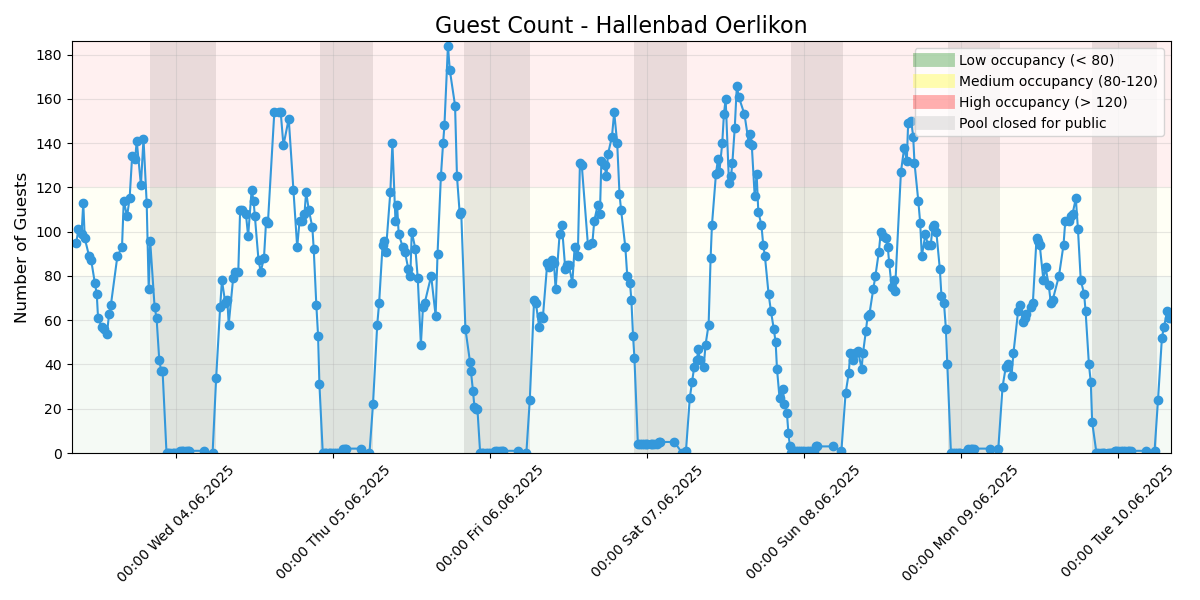 Guest Count - Hallenbad Oerlikon
Number of Guests
180
160
140
120
100
80
60
40
20
0
Low occupancy (< 80)
Medium occupancy (80-120)
High occupancy (> 120)
Pool closed for public
00:00 Wed 04.06.2025
00:00 Thu 05.06.2025
00:00 Fri 06.06.2025
00:00 Sat 07.06.2025
00:00 Sun 08.06.2025
00:00 Mon 09.06.2025
00:00 Tue 10.06.2025